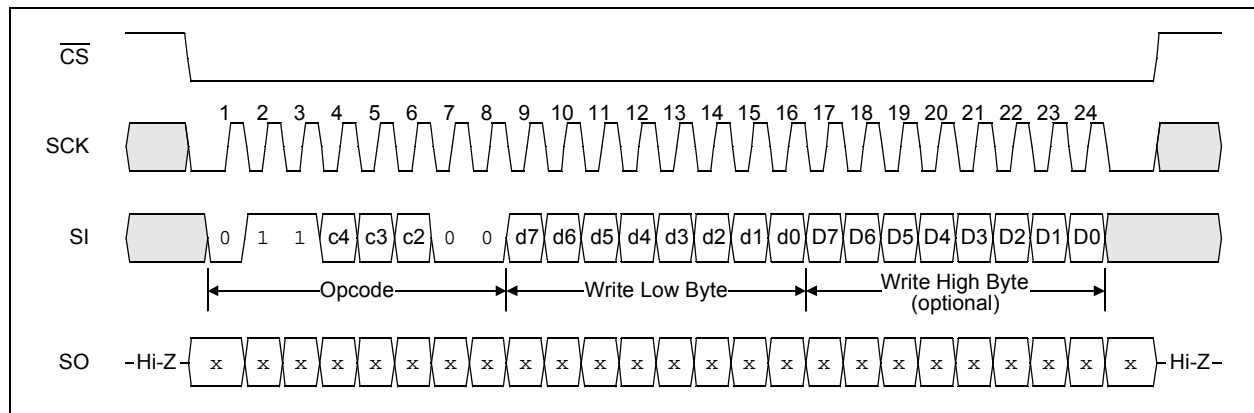 CS
1 2 3 4 5 6 7 8 9 10 11 12 13 14 15 16 17 18 19 20 21 22 23 24
SCK
SI 0 1 1 c4 c3 c2 0 0 d7 d6 d5 d4 d3 d2 d1 d0 D7 D6 D5 D4 D3 D2 D1 D0
Opcode Write Low Byte Write High Byte
(optional)
SO Hi-Z x x x x x x x x x x x x x x x x x x x x x x x x x Hi-Z